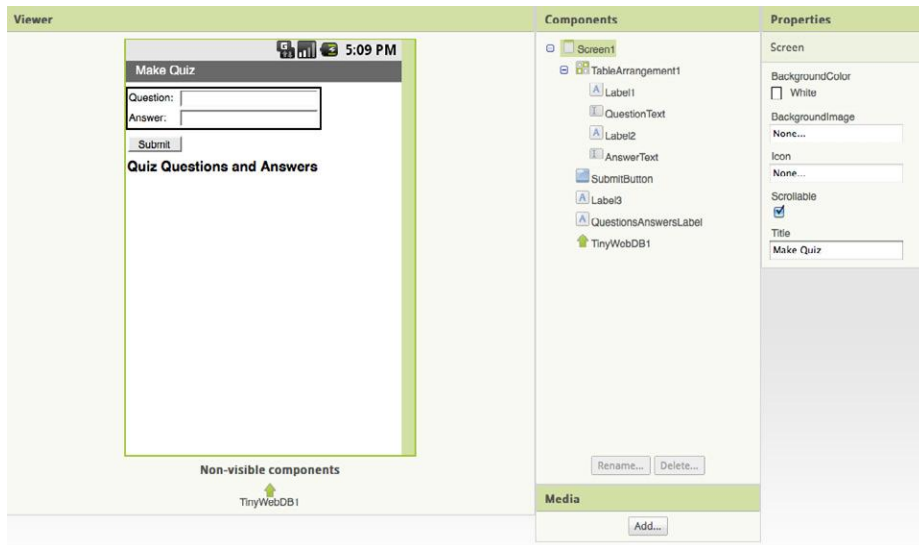 Viewer
5:09 PM
Make Quiz
Question:
Answer:
Submit
Quiz Questions and Answers
Non-visible components
TinyWebDB1
Components
Screen1
TableArrangement1
Label1
QuestionText
Label2
AnswerText
SubmitButton
Label3
QuestionsAnswersLabel
TinyWobDB1
Rename... Delete...
Media
Add...
Properties
Screen
BackgroundColor
White
BackgroundImage
None...
Icon
None...
Scrollable
Title
Make Quiz